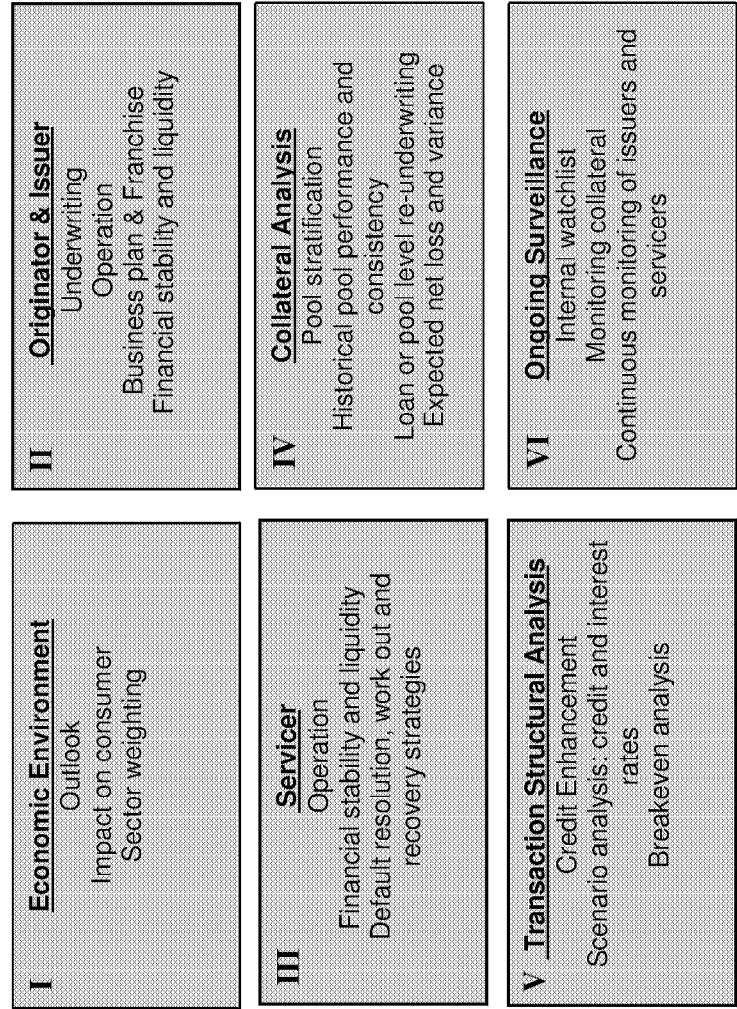 I Economic Environment
Outlook
Impact on consumer
Sector weighting
II Originator & Issuer
Underwriting
Operation
Business plan & Franchise
Financial stability and liquidity
III Servicer
Operation
Financial stability and liquidity
Default resolution, work out and
recovery strategies
IV Collateral Analysis
Pool stratification
Historical pool performance and
consistency
Loan or pool level re-underwriting
Expected net loss and variance
V Transaction Structural Analysis
Credit Enhancement
Scenario analysis: credit and interest
rates
Breakeven analysis
VI Ongoing Surveillance
Internal watchlist
Monitoring collateral
Continuous monitoring of issuers and
servicers